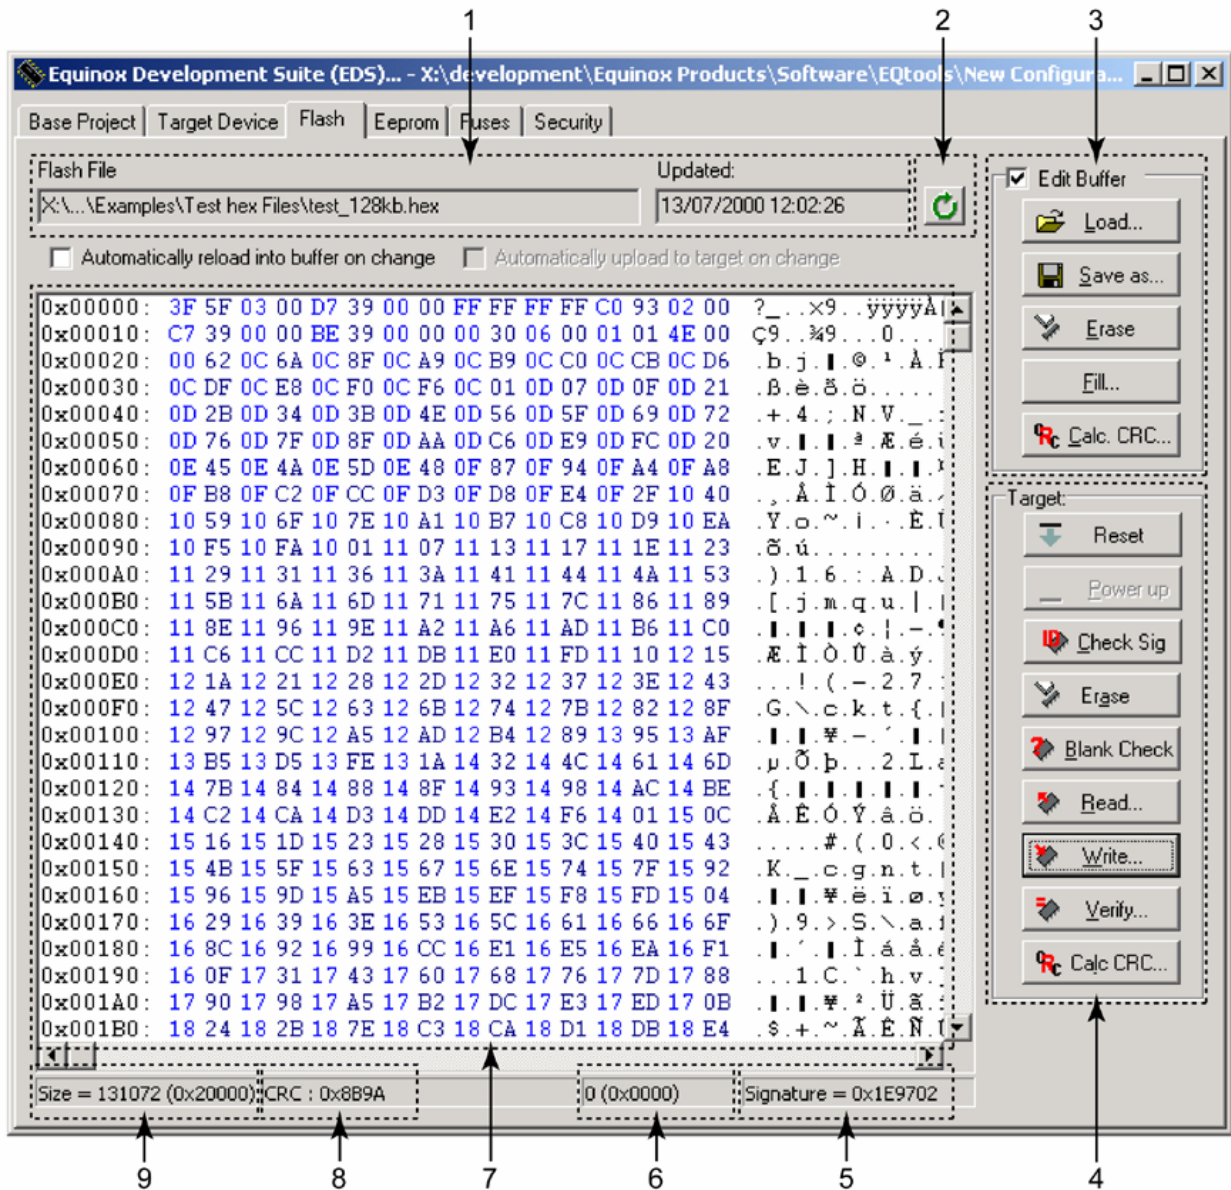 1 2 3
Equinox Development Suite (EDS)... - X:\development\Equinox Products\Software\EQtools\New Configura...
Base Project Target Device Flash Eeprom Fuses Security
Flash File Updated:
X:\...\Examples\Test hex Files\test_128kb.hex 13/07/2000 12:02:26
Automatically reload into buffer on change Automatically upload to target on change
Edit Buffer
Load...
Save as...
Erase
Fill...
Calc. CRC...
Target:
Reset
Power up
Check Sig
Erase
Blank Check
Read...
Write...
Verify...
Calc CRC...
0x00000: 3F 5F 03 00 D7 39 00 00 FF FF FF FF C0 93 02 00 ?_..×9..ÿÿÿÿÀ
0x00010: C7 39 00 00 BE 39 00 00 00 30 06 00 01 01 4E 00 Ç9..¾9...0....
0x00020: 00 62 0C 6A 0C 8F 0C A9 0C B9 0C C0 0C CB 0C D6 .b.j.▮.©.¹.À.
0x00030: 0C DF 0C E8 0C F0 0C F6 0C 01 0D 07 0D 0F 0D 21 .ß.è.ð.ö......
0x00040: 0D 2B 0D 34 0D 3B 0D 4E 0D 56 0D 5F 0D 69 0D 72 .+.4.;.N.V._.
0x00050: 0D 76 0D 7F 0D 8F 0D AA 0D C6 0D E9 0D FC 0D 20 .v.▮.▮.ª.Æ.é.
0x00060: 0E 45 0E 4A 0E 5D 0E 48 0F 87 0F 94 0F A4 0F A8 .E.J.].H.▮.▮.
0x00070: 0F B8 0F C2 0F CC 0F D3 0F D8 0F E4 0F 2F 10 40 .¸.Â.Ì.Ó.Ø.ä.
0x00080: 10 59 10 6F 10 7E 10 A1 10 B7 10 C8 10 D9 10 EA .Y.o.~.¡.·.È.
0x00090: 10 F5 10 FA 10 01 11 07 11 13 11 17 11 1E 11 23 .õ.ú..........
0x000A0: 11 29 11 31 11 36 11 3A 11 41 11 44 11 4A 11 53 .).1.6.:.A.D.
0x000B0: 11 5B 11 6A 11 6D 11 71 11 75 11 7C 11 86 11 89 .[.j.m.q.u.|.
0x000C0: 11 8E 11 96 11 9E 11 A2 11 A6 11 AD 11 B6 11 C0 .▮.▮.▮.¢.¦.–.
0x000D0: 11 C6 11 CC 11 D2 11 DB 11 E0 11 FD 11 10 12 15 .Æ.Ì.Ò.Û.à.ý.
0x000E0: 12 1A 12 21 12 28 12 2D 12 32 12 37 12 3E 12 43 ...!.(.-.2.7.
0x000F0: 12 47 12 5C 12 63 12 6B 12 74 12 7B 12 82 12 8F .G.\.c.k.t.{.
0x00100: 12 97 12 9C 12 A5 12 AD 12 B4 12 89 13 95 13 AF .▮.▮.¥.–.´.▮.
0x00110: 13 B5 13 D5 13 FE 13 1A 14 32 14 4C 14 61 14 6D .µ.Õ.þ...2.L.
0x00120: 14 7B 14 84 14 88 14 8F 14 93 14 98 14 AC 14 BE .{.▮.▮.▮.▮.▮.
0x00130: 14 C2 14 CA 14 D3 14 DD 14 E2 14 F6 14 01 15 0C .Â.Ê.Ó.Ý.â.ö.
0x00140: 15 16 15 1D 15 23 15 28 15 30 15 3C 15 40 15 43 .....#.(.0.<.
0x00150: 15 4B 15 5F 15 63 15 67 15 6E 15 74 15 7F 15 92 .K._.c.g.n.t.
0x00160: 15 96 15 9D 15 A5 15 EB 15 EF 15 F8 15 FD 15 04 .▮.▮.¥.ë.ï.ø.
0x00170: 16 29 16 39 16 3E 16 53 16 5C 16 61 16 66 16 6F .).9.>.S.\.a.
0x00180: 16 8C 16 92 16 99 16 CC 16 E1 16 E5 16 EA 16 F1 .▮.´.▮.Ì.á.å.
0x00190: 16 0F 17 31 17 43 17 60 17 68 17 76 17 7D 17 88 ...1.C.`.h.v.
0x001A0: 17 90 17 98 17 A5 17 B2 17 DC 17 E3 17 ED 17 0B .▮.▮.¥.².Ü.ã.
0x001B0: 18 24 18 2B 18 7E 18 C3 18 CA 18 D1 18 DB 18 E4 .$.+.~.Ã.Ê.Ñ.
Size = 131072 (0x20000) CRC : 0x8B9A 0 (0x0000) Signature = 0x1E9702
9 8 7 6 5 4